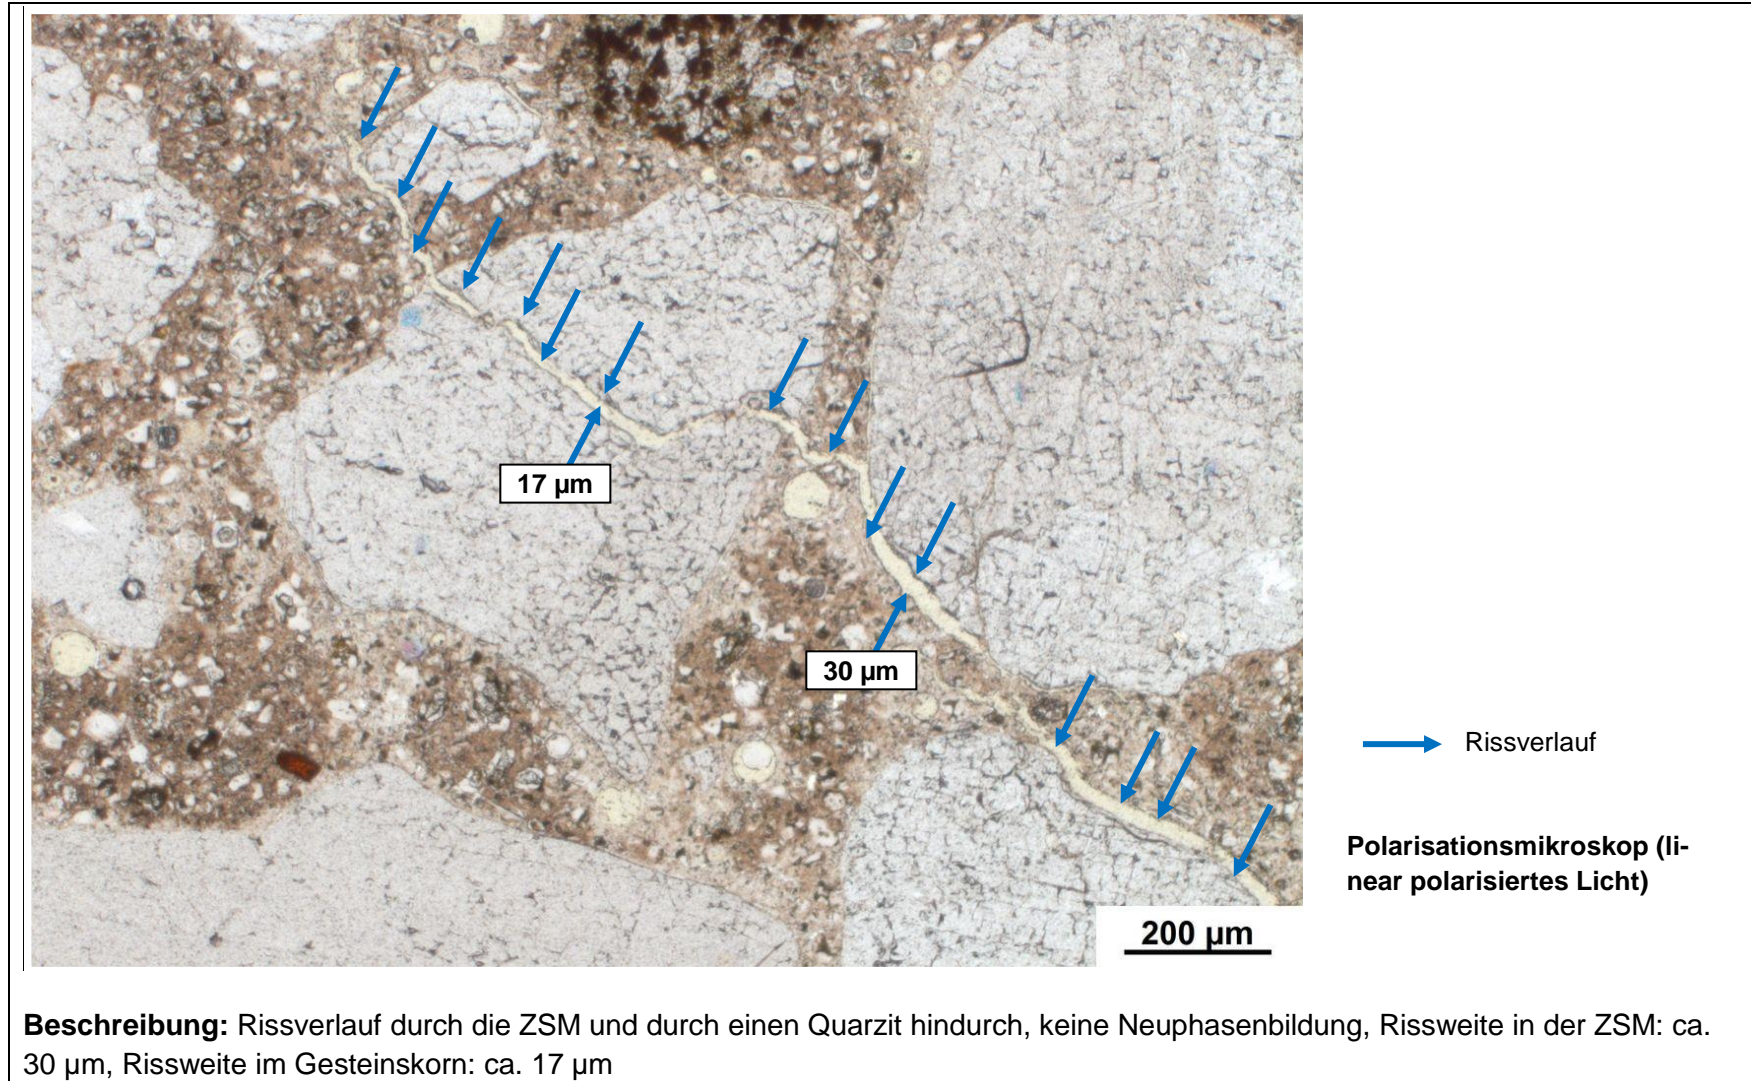 17 µm
30 µm
Rissverlauf
Polarisationsmikroskop (li-
near polarisiertes Licht)
200 µm
Beschreibung: Rissverlauf durch die ZSM und durch einen Quarzit hindurch, keine Neuphasenbildung, Rissweite in der ZSM: ca.
30 µm, Rissweite im Gesteinskorn: ca. 17 µm